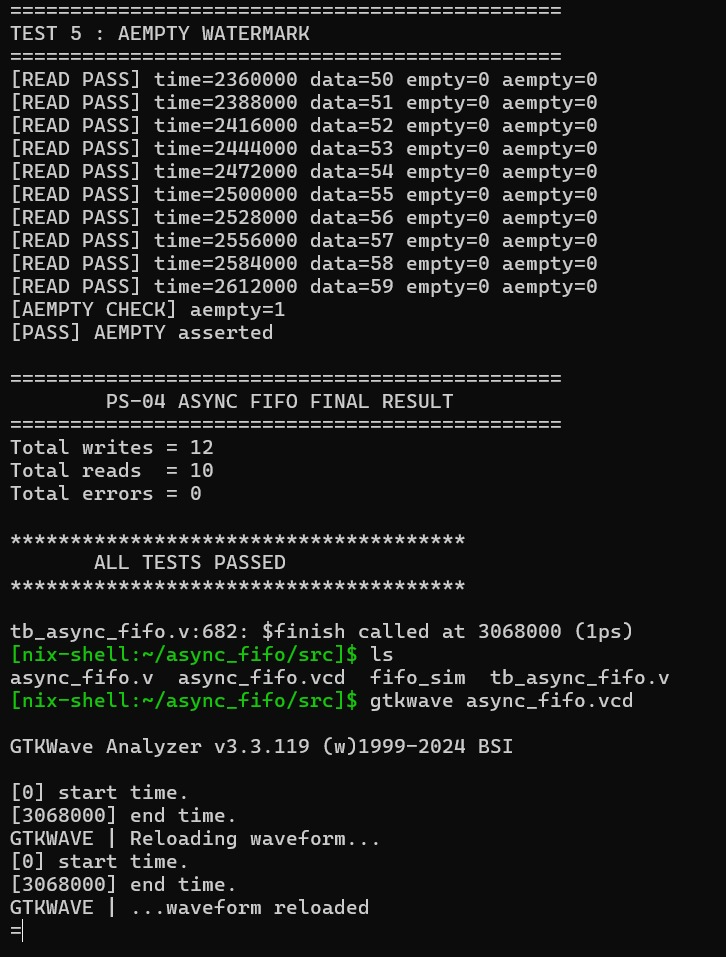 ==============================================
TEST 5 : AEMPTY WATERMARK
==============================================
[READ PASS] time=2360000 data=50 empty=0 aempty=0
[READ PASS] time=2388000 data=51 empty=0 aempty=0
[READ PASS] time=2416000 data=52 empty=0 aempty=0
[READ PASS] time=2444000 data=53 empty=0 aempty=0
[READ PASS] time=2472000 data=54 empty=0 aempty=0
[READ PASS] time=2500000 data=55 empty=0 aempty=0
[READ PASS] time=2528000 data=56 empty=0 aempty=0
[READ PASS] time=2556000 data=57 empty=0 aempty=0
[READ PASS] time=2584000 data=58 empty=0 aempty=0
[READ PASS] time=2612000 data=59 empty=0 aempty=0
[AEMPTY CHECK] aempty=1
[PASS] AEMPTY asserted
==============================================
PS-04 ASYNC FIFO FINAL RESULT
==============================================
Total writes = 12
Total reads  = 10
Total errors = 0
**************************************
ALL TESTS PASSED
**************************************
tb_async_fifo.v:682: $finish called at 3068000 (1ps)
[nix-shell:~/async_fifo/src]$ ls
async_fifo.v  async_fifo.vcd  fifo_sim  tb_async_fifo.v
[nix-shell:~/async_fifo/src]$ gtkwave async_fifo.vcd
GTKWave Analyzer v3.3.119 (w)1999-2024 BSI
[0] start time.
[3068000] end time.
GTKWAVE | Reloading waveform...
[0] start time.
[3068000] end time.
GTKWAVE | ...waveform reloaded
=